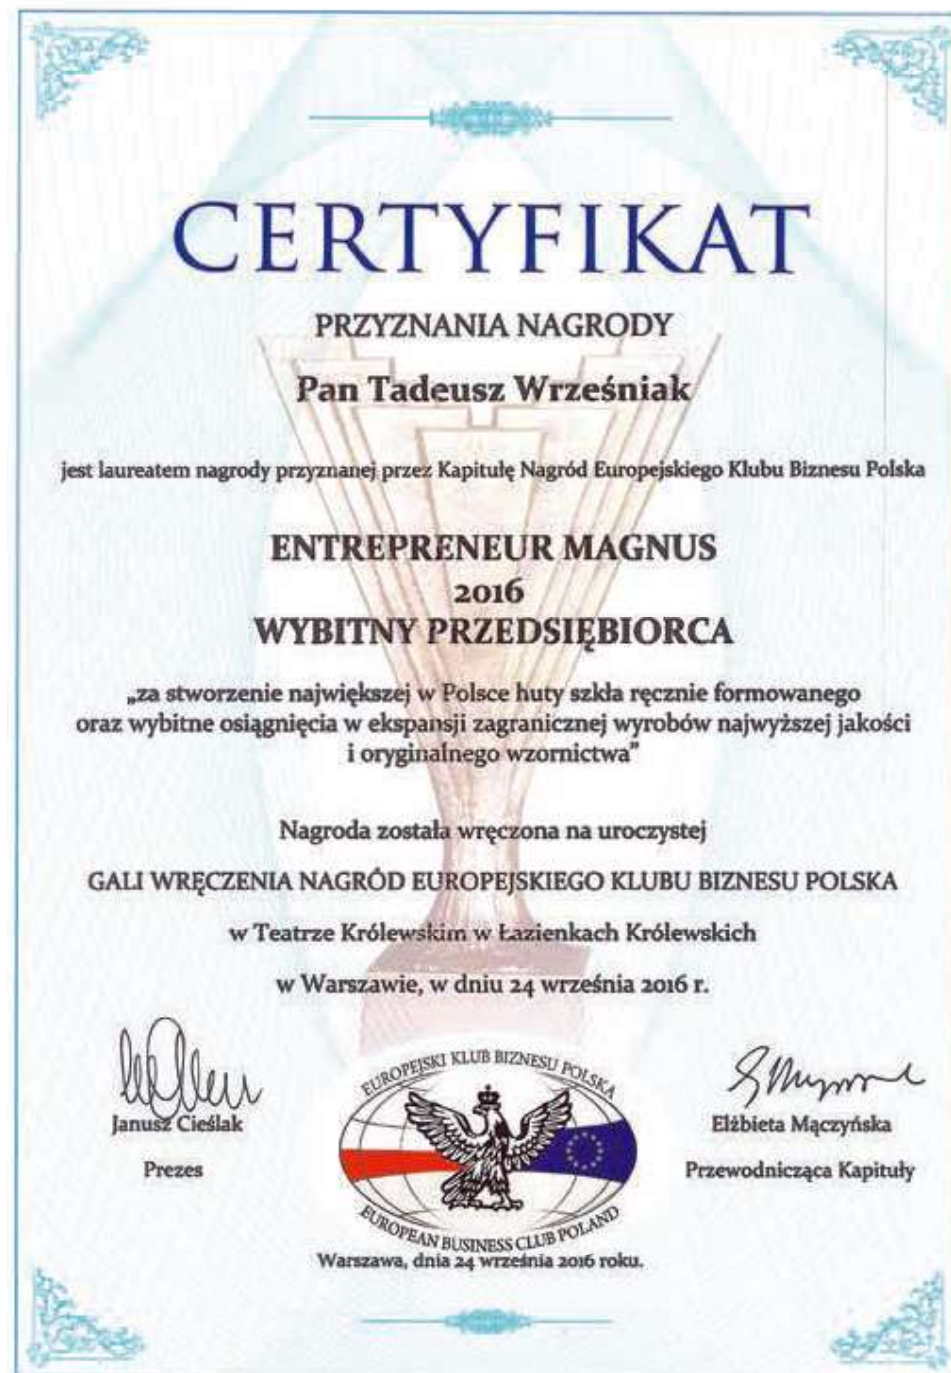 CERTYFIKAT
PRZYZNANIA NAGRODY
Pan Tadeusz Wrześniak
jest laureatem nagrody przyznanej przez Kapitułę Nagród Europejskiego Klubu Biznesu Polska
ENTREPRENEUR MAGNUS
2016
WYBITNY PRZEDSIĘBIORCA
„za stworzenie największej w Polsce huty szkła ręcznie formowanego
oraz wybitne osiągnięcia w ekspansji zagranicznej wyrobów najwyższej jakości
i oryginalnego wzornictwa”
Nagroda została wręczona na uroczystej
GALI WRĘCZENIA NAGRÓD EUROPEJSKIEGO KLUBU BIZNESU POLSKA
w Teatrze Królewskim w Łazienkach Królewskich
w Warszawie, w dniu 24 września 2016 r.
Janusz Cieślak
Prezes
EUROPEJSKI KLUB BIZNESU POLSKA
EUROPEAN BUSINESS CLUB POLAND
Elżbieta Mączyńska
Przewodnicząca Kapituły
Warszawa, dnia 24 września 2016 roku.